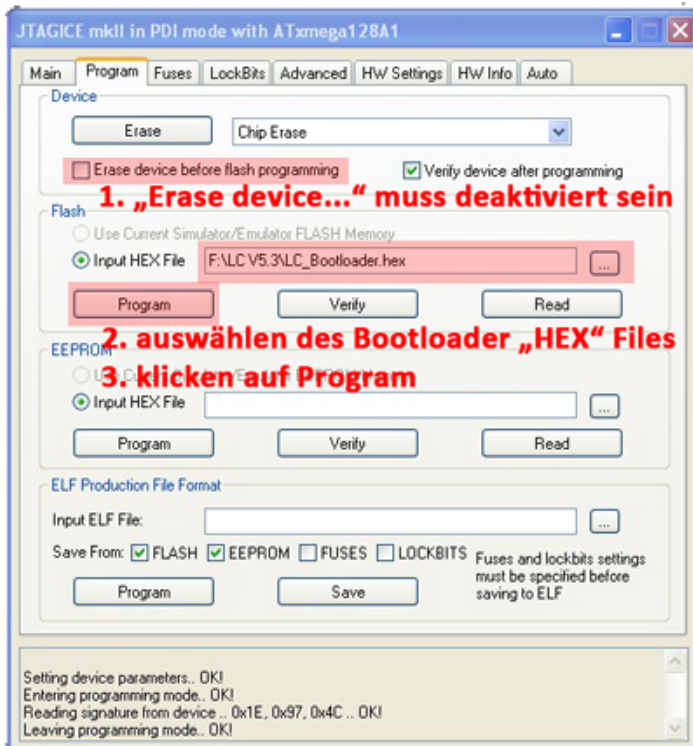 JTAGICE mkII in PDI mode with ATxmega128A1
Main Program Fuses LockBits Advanced HW Settings HW Info Auto
Device
Erase Chip Erase
Erase device before flash programming Verify device after programming
1. „Erase device...“ muss deaktiviert sein
Flash
Use Current Simulator/Emulator FLASH Memory
Input HEX File F:\LC V5.3\LC_Bootloader.hex ...
Program Verify Read
2. auswählen des Bootloader „HEX“ Files
EEPROM
3. klicken auf Program
Input HEX File ...
Program Verify Read
ELF Production File Format
Input ELF File: ...
Save From: FLASH EEPROM FUSES LOCKBITS
Fuses and lockbits settings
must be specified before
saving to ELF
Program Save
Setting device parameters.. OK!
Entering programming mode.. OK!
Reading signature from device .. 0x1E, 0x97, 0x4C .. OK!
Leaving programming mode.. OK!